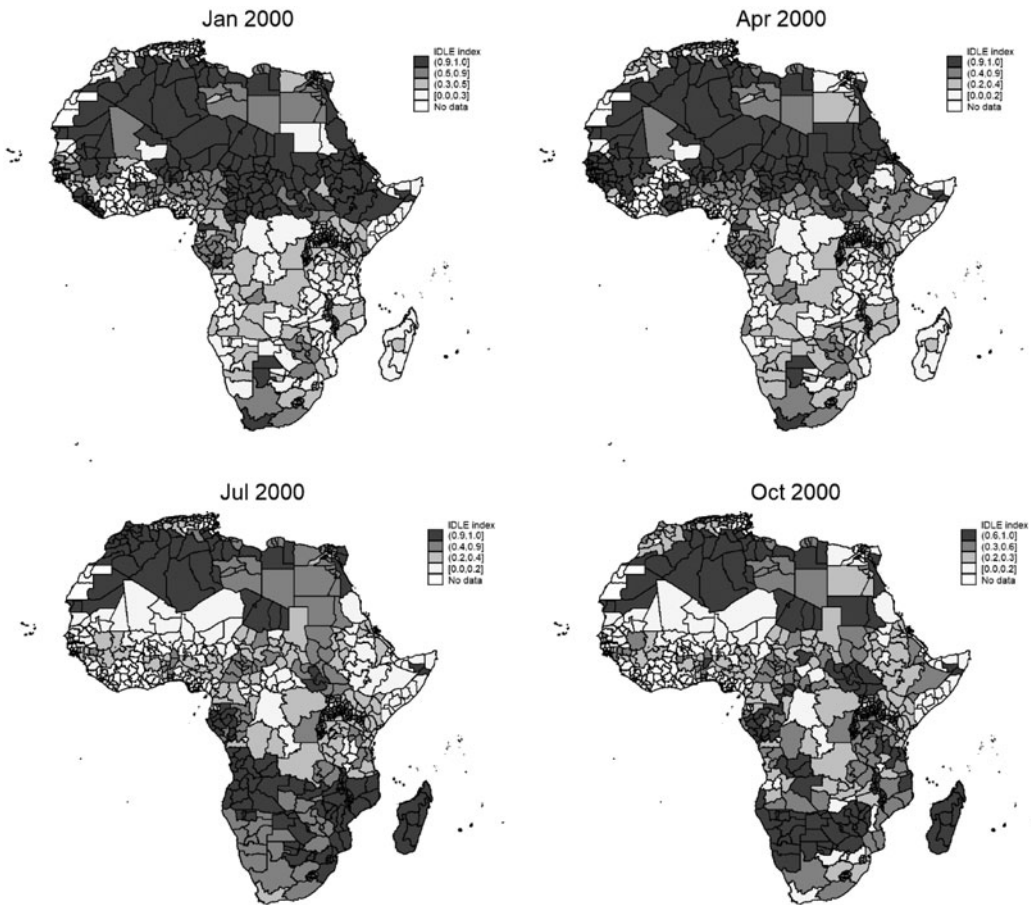 Jan 2000
IDLE index
(0.9,1.0]
(0.5,0.9]
(0.3,0.5]
[0.0,0.3]
No data
Apr 2000
IDLE index
(0.9,1.0]
(0.4,0.9]
(0.2,0.4]
[0.0,0.2]
No data
Jul 2000
IDLE index
(0.9,1.0]
(0.4,0.9]
(0.2,0.4]
[0.0,0.2]
No data
Oct 2000
IDLE index
(0.6,1.0]
(0.3,0.6]
(0.2,0.3]
[0.0,0.2]
No data